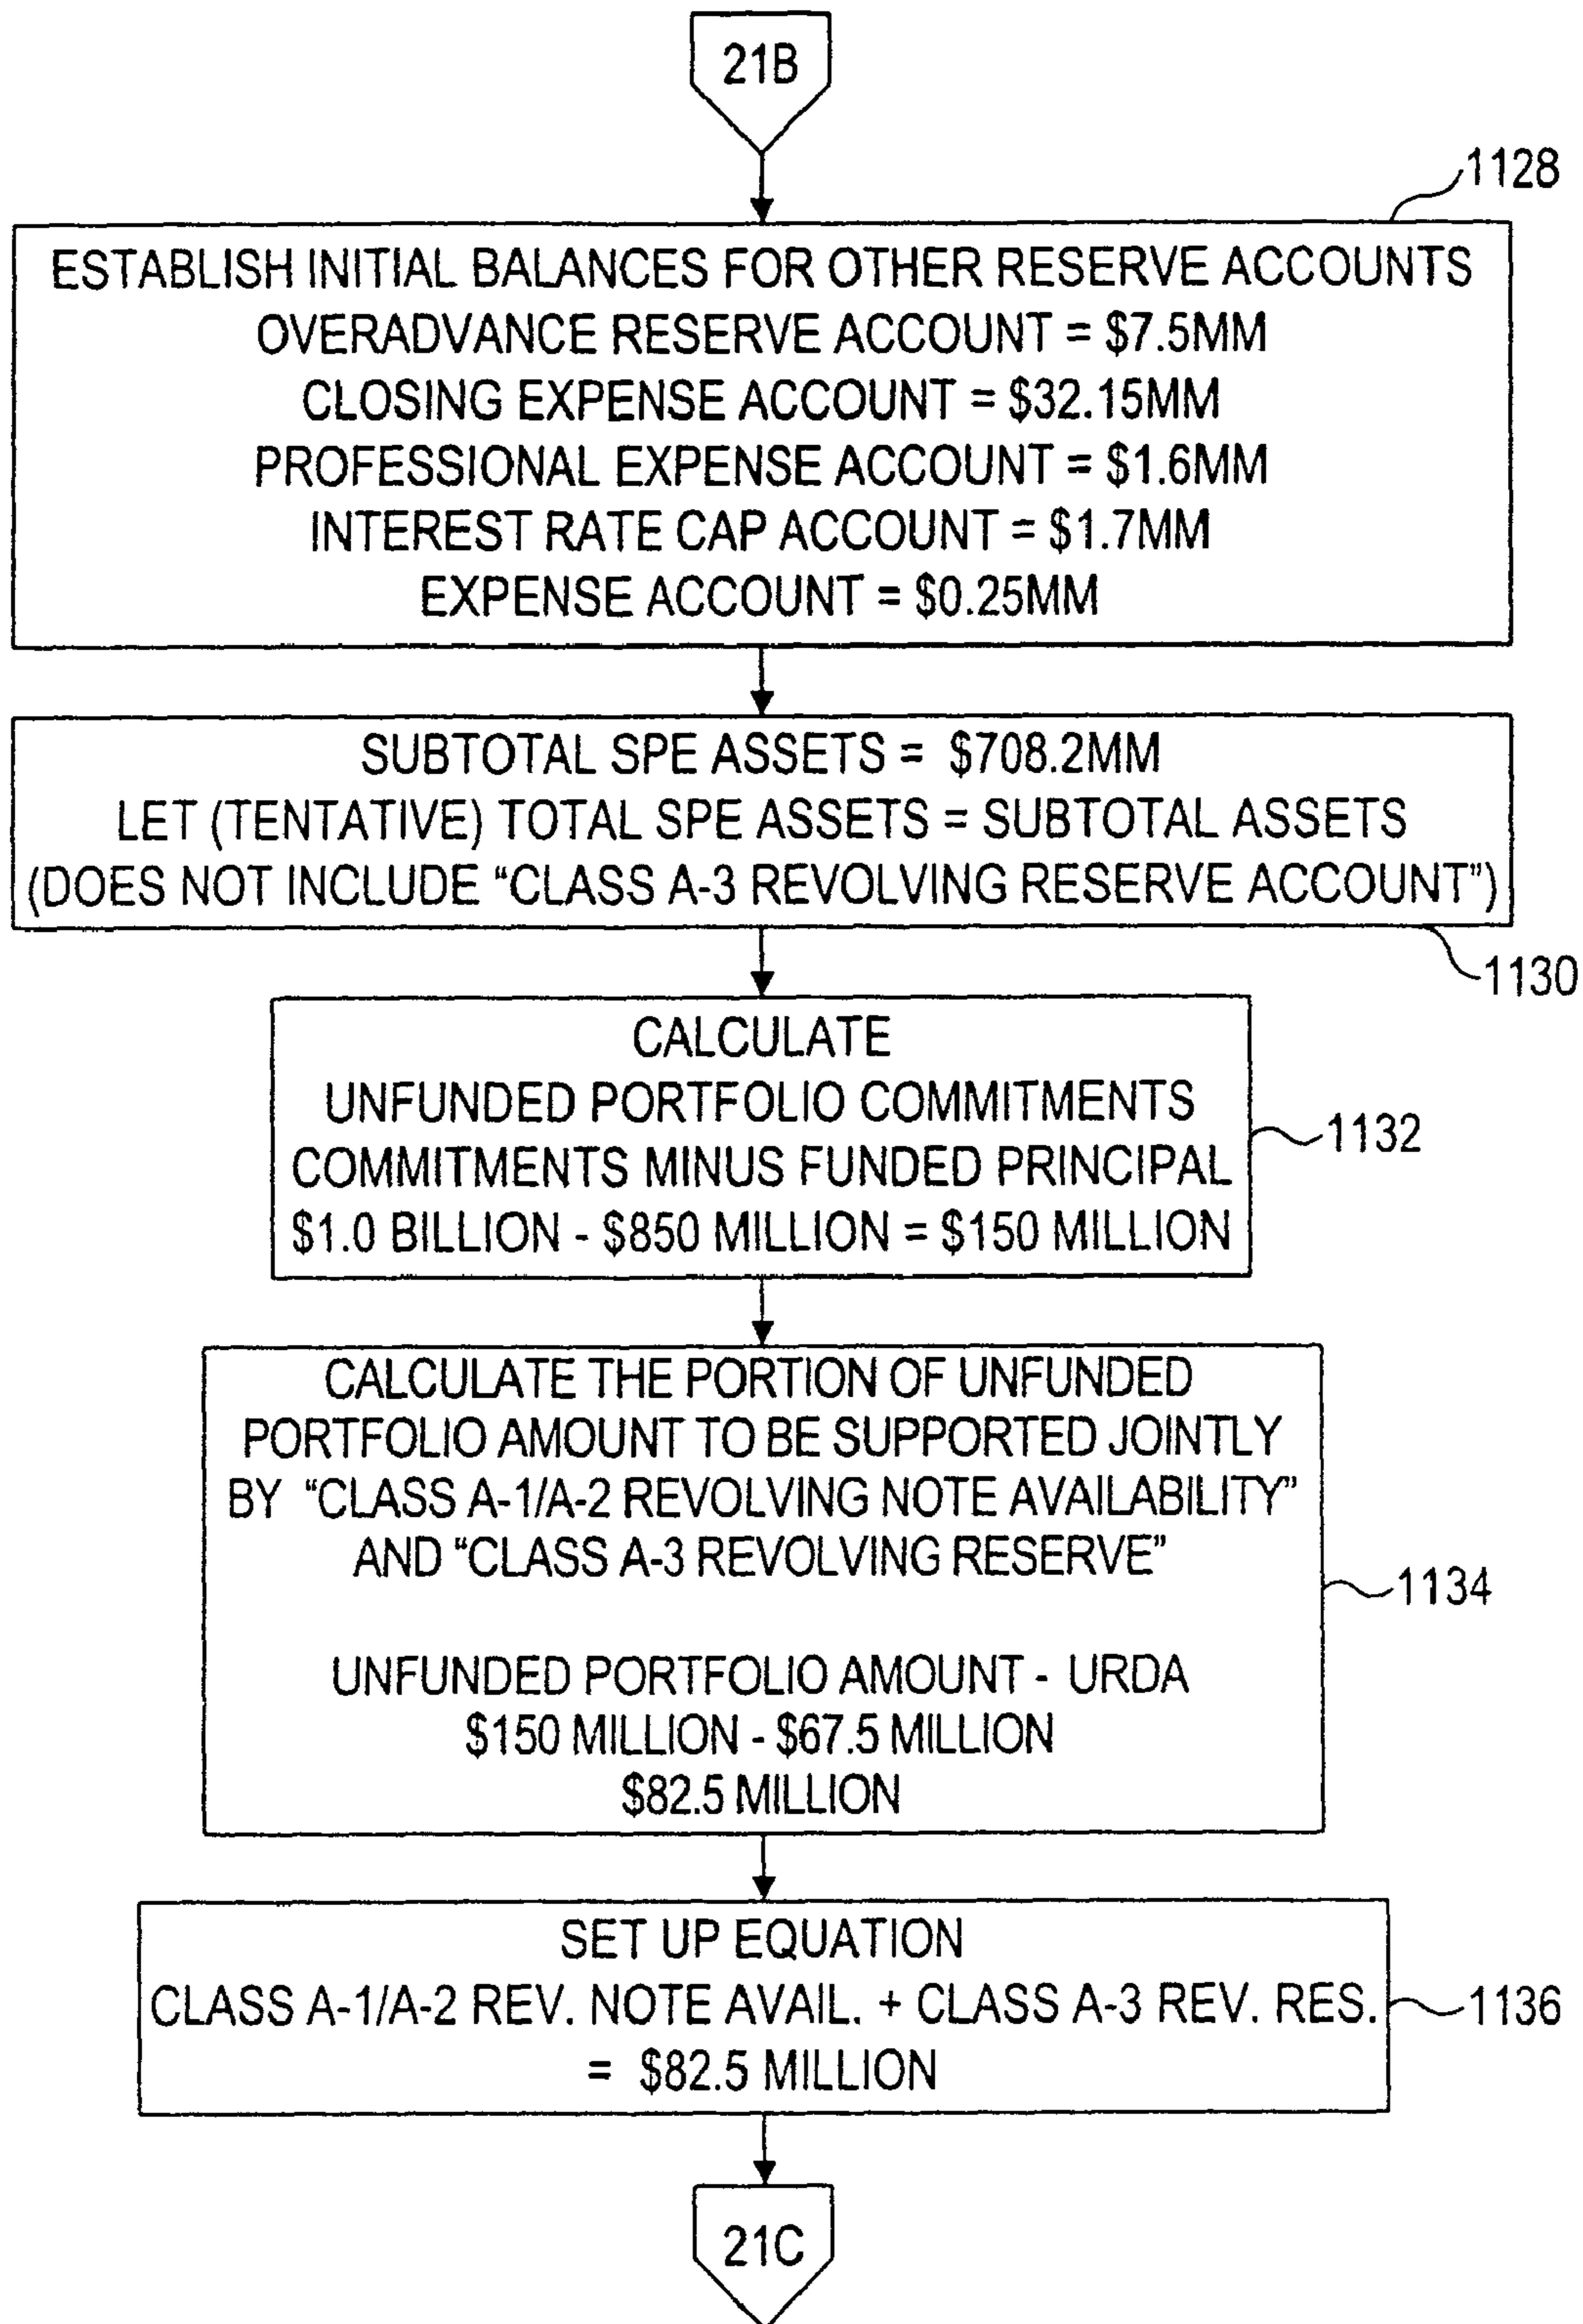 21B
1128
ESTABLISH INITIAL BALANCES FOR OTHER RESERVE ACCOUNTS
OVERADVANCE RESERVE ACCOUNT = $7.5MM
CLOSING EXPENSE ACCOUNT = $32.15MM
PROFESSIONAL EXPENSE ACCOUNT = $1.6MM
INTEREST RATE CAP ACCOUNT = $1.7MM
EXPENSE ACCOUNT = $0.25MM
SUBTOTAL SPE ASSETS = $708.2MM
LET (TENTATIVE) TOTAL SPE ASSETS = SUBTOTAL ASSETS
(DOES NOT INCLUDE “CLASS A-3 REVOLVING RESERVE ACCOUNT”)
1130
CALCULATE
UNFUNDED PORTFOLIO COMMITMENTS
COMMITMENTS MINUS FUNDED PRINCIPAL
$1.0 BILLION - $850 MILLION = $150 MILLION
1132
CALCULATE THE PORTION OF UNFUNDED
PORTFOLIO AMOUNT TO BE SUPPORTED JOINTLY
BY “CLASS A-1/A-2 REVOLVING NOTE AVAILABILITY”
AND “CLASS A-3 REVOLVING RESERVE”
1134
UNFUNDED PORTFOLIO AMOUNT - URDA
$150 MILLION - $67.5 MILLION
$82.5 MILLION
SET UP EQUATION
CLASS A-1/A-2 REV. NOTE AVAIL. + CLASS A-3 REV. RES.
= $82.5 MILLION
1136
21C